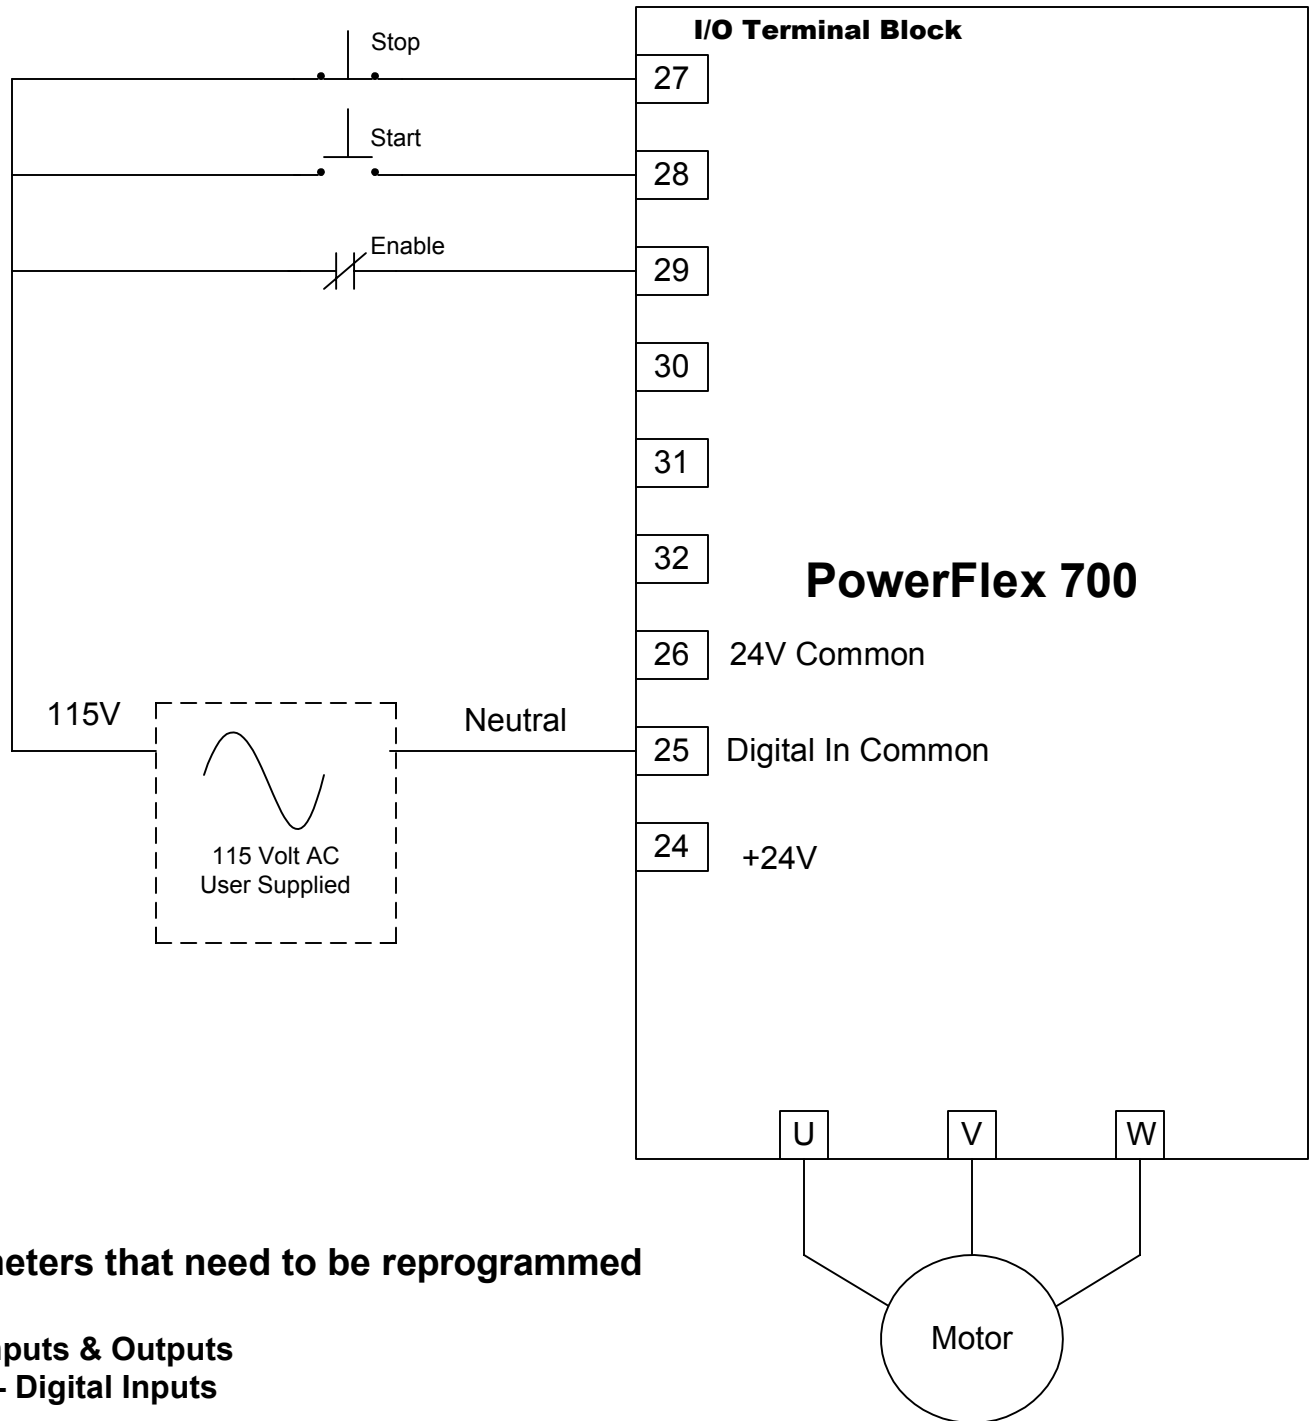 I/O Terminal Block
Stop
27
Start
28
Enable
29
30
31
32
PowerFlex 700
26 24V Common
115V
Neutral
25 Digital In Common
115 Volt AC
User Supplied
24 +24V
U V W
Motor
that need to be reprogrammed
& Outputs
- Digital Inputs